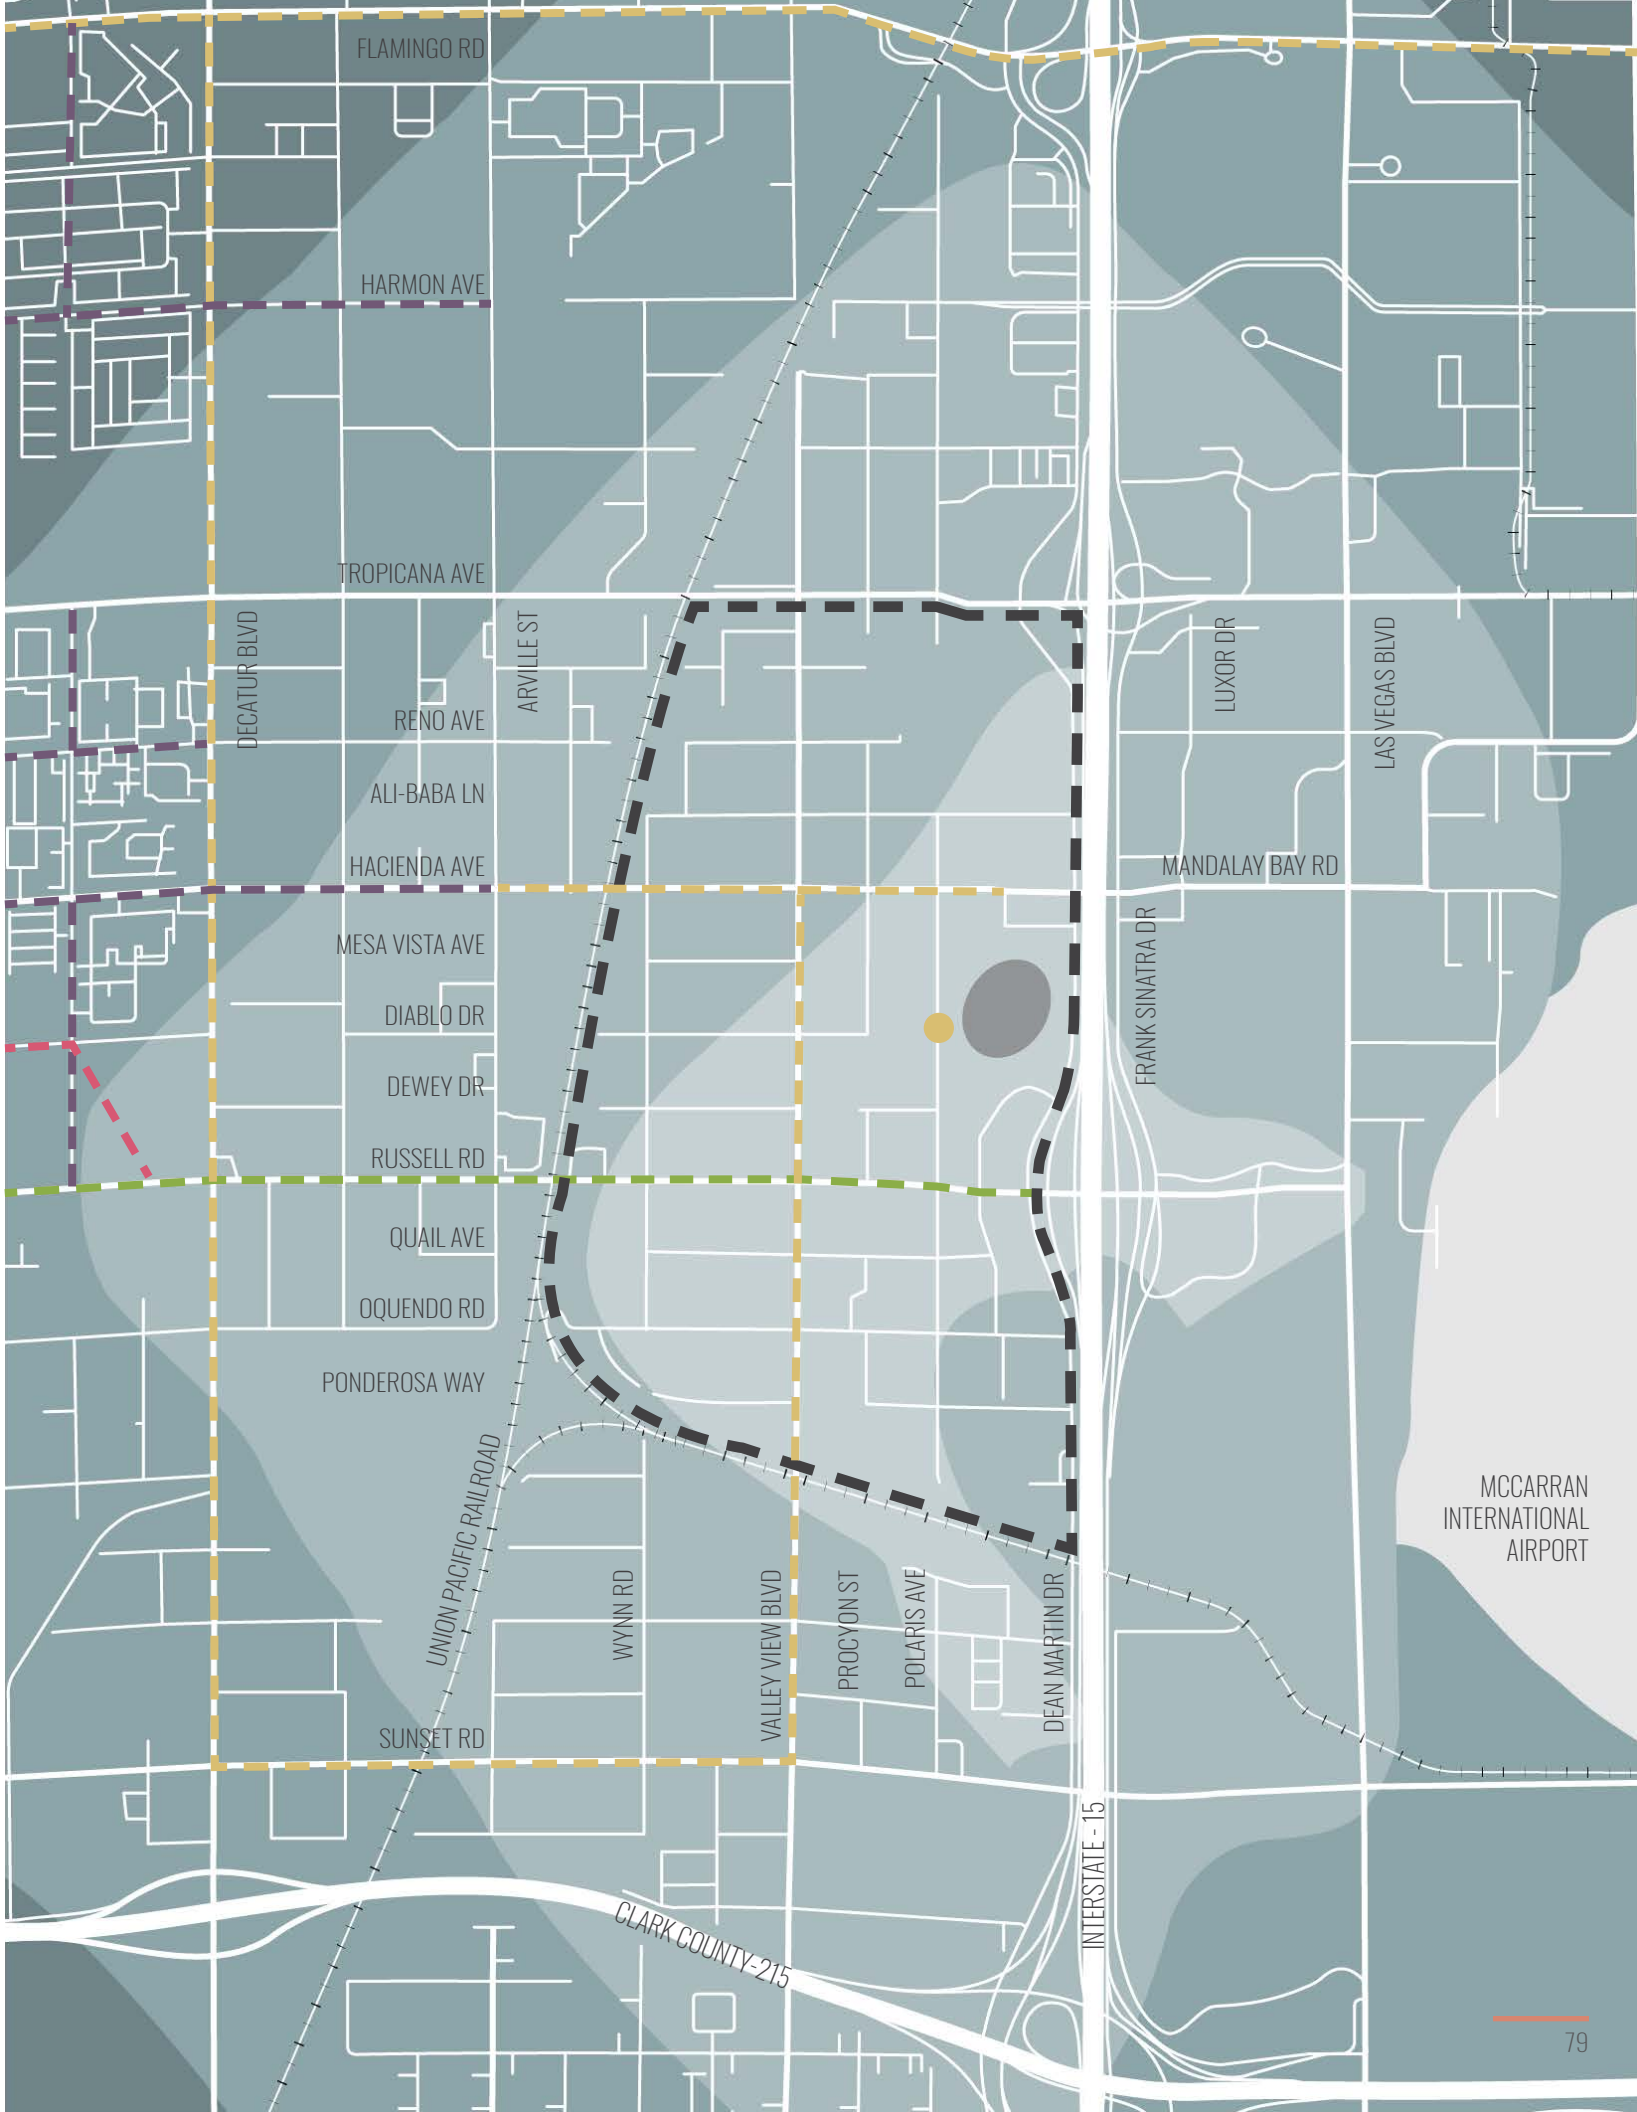 FLAMINGO RD
HARMON AVE
TROPICANA AVE
DECATUR BLVD
ARVILLE ST
LUXOR DR
LAS VEGAS BLVD
RENO AVE
ALI-BABA LN
HACIENDA AVE
MANDALAY BAY RD
MESA VISTA AVE
FRANK SINATRA DR
DIABLO DR
DEWEY DR
RUSSELL RD
QUAIL AVE
OQUENDO RD
PONDEROSA WAY
UNION PACIFIC RAILROAD
MCCARRAN
INTERNATIONAL
AIRPORT
WYNN RD
VALLEY VIEW BLVD
PROCYON ST
POLARIS AVE
DEAN MARTIN DR
SUNSET RD
INTERSTATE - 15
CLARK COUNTY-215
79